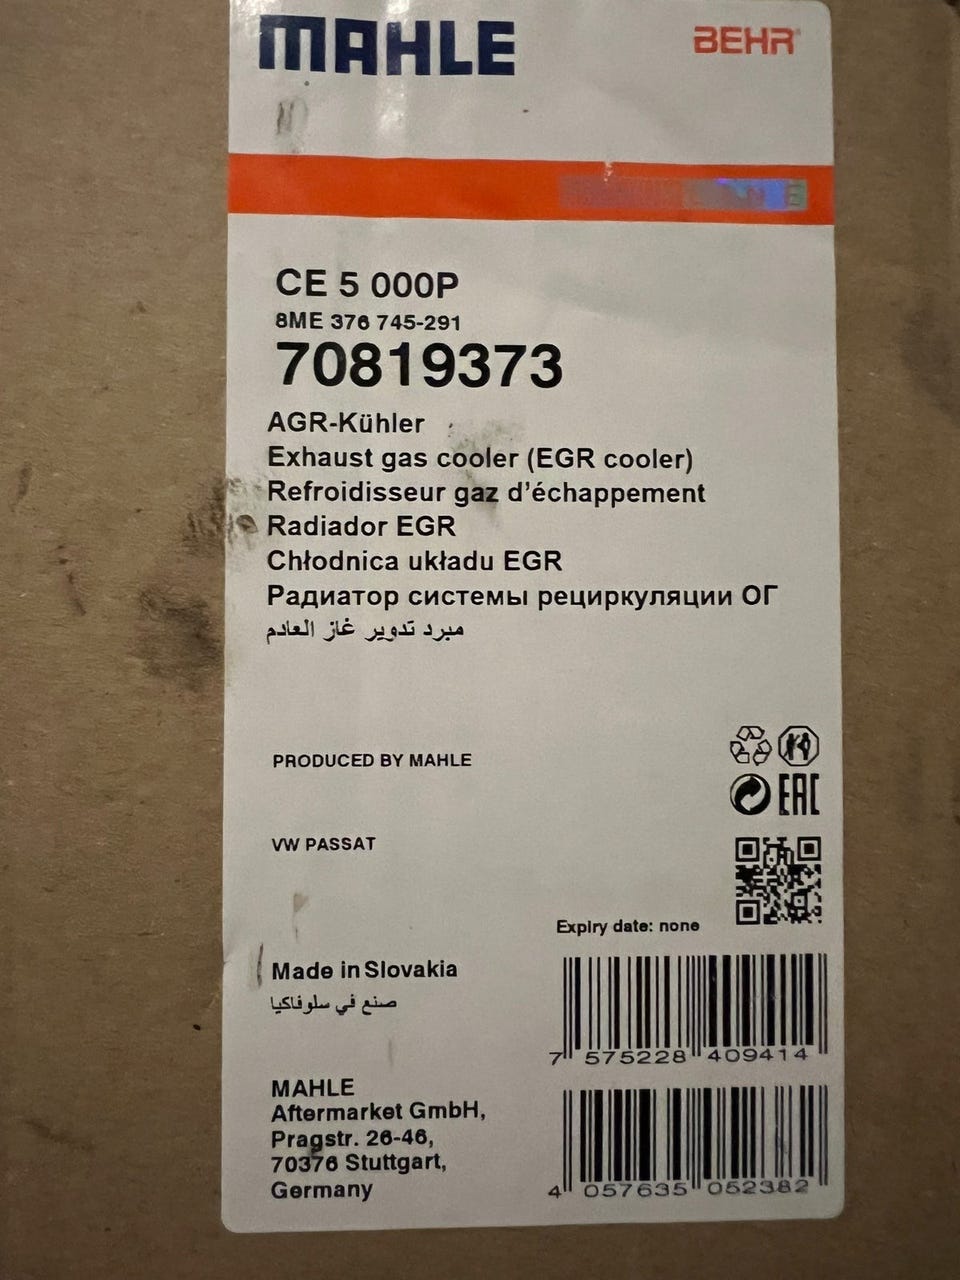 MAHLE
BEHR
CE 5 000P
8ME 376 745-291
70819373
AGR-Kühler
Exhaust gas cooler (EGR cooler)
Refroidisseur gaz d'échappement
Radiador EGR
Chłodnica układu EGR
Радиатор системы рециркуляции ОГ
مبرد تدوير غاز العادم
PRODUCED BY MAHLE
EAC
VW PASSAT
Expiry date: none
Made in Slovakia
صنع في سلوفاكيا
7 575228 409414
MAHLE
Aftermarket GmbH,
Pragstr. 26-46,
70376 Stuttgart,
Germany
4 057635 052382